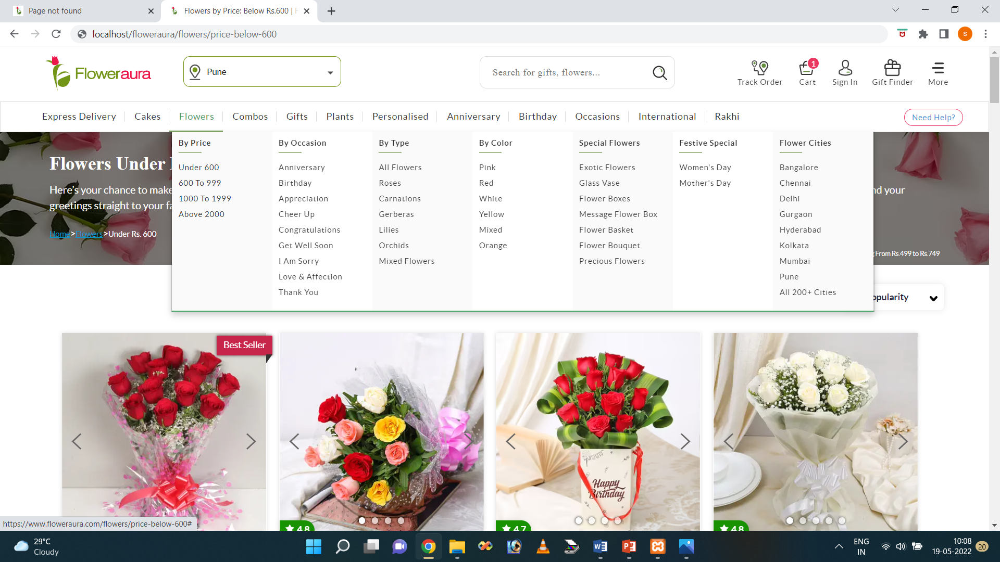 Page not found
Flowers by Price: Below Rs.600 |
localhost/floweraura/flowers/price-below-600
S
Floweraura
Pune
Search for gifts, flowers...
Track Order
1
Cart
Sign In
Gift Finder
More
Express Delivery
Cakes
Flowers
Combos
Gifts
Plants
Personalised
Anniversary
Birthday
Occasions
International
Rakhi
Need Help?
Flowers Under
Here's your chance to make
nd your
greetings straight to your fa
Home>Flowers>Under Rs. 600
From Rs.499 to Rs.749
By Price
Under 600
600 To 999
1000 To 1999
Above 2000
By Occasion
Anniversary
Birthday
Appreciation
Cheer Up
Congratulations
Get Well Soon
I Am Sorry
Love & Affection
Thank You
By Type
All Flowers
Roses
Carnations
Gerberas
Lilies
Orchids
Mixed Flowers
By Color
Pink
Red
White
Yellow
Mixed
Orange
Special Flowers
Exotic Flowers
Glass Vase
Flower Boxes
Message Flower Box
Flower Basket
Flower Bouquet
Precious Flowers
Festive Special
Women's Day
Mother's Day
Flower Cities
Bangalore
Chennai
Delhi
Gurgaon
Hyderabad
Kolkata
Mumbai
Pune
All 200+ Cities
opularity
Best Seller
Happy
Birthday
4.8
4.7
4.8
https://www.floweraura.com/flowers/price-below-600#
29°C
Cloudy
ENG
IN
10:08
19-05-2022
20